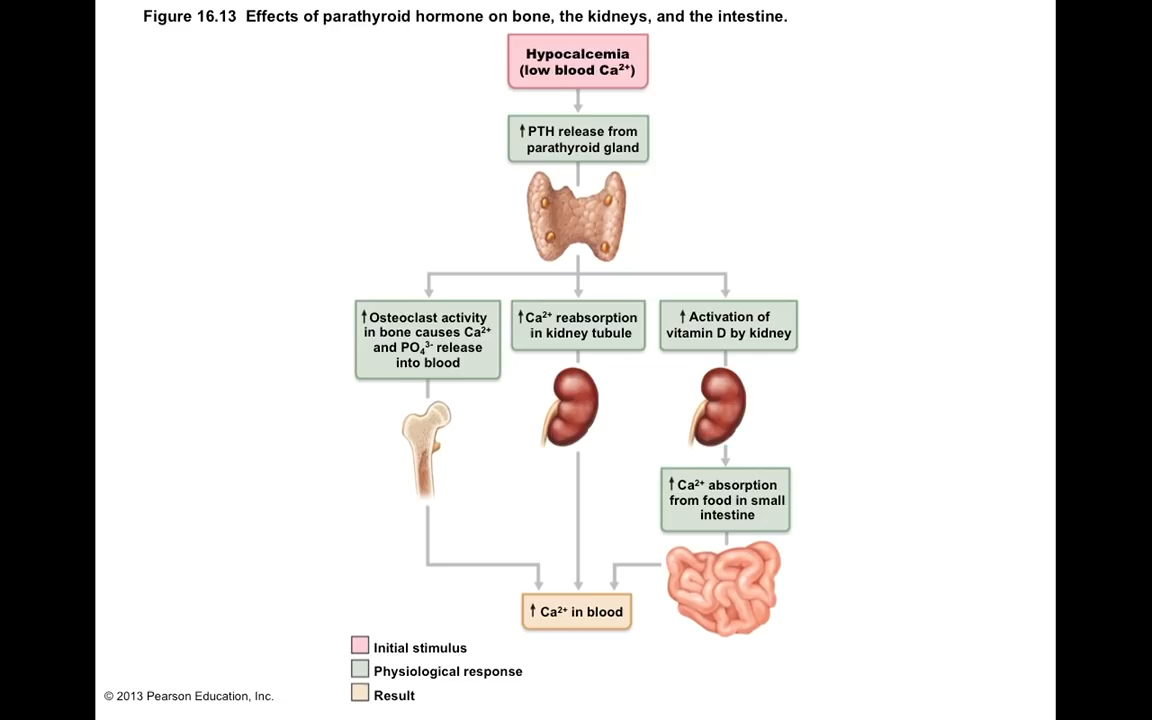 Figure 16.13 Effects of parathyroid hormone on bone, the kidneys, and the intestine.
Hypocalcemia
(low blood Ca²⁺)
↑ PTH release from
parathyroid gland
↑ Osteoclast activity
in bone causes Ca²⁺
and PO₄³⁻ release
into blood
↑ Ca²⁺ reabsorption
in kidney tubule
↑ Activation of
vitamin D by kidney
↑ Ca²⁺ absorption
from food in small
intestine
↑ Ca²⁺ in blood
Initial stimulus
Physiological response
Result
© 2013 Pearson Education, Inc.